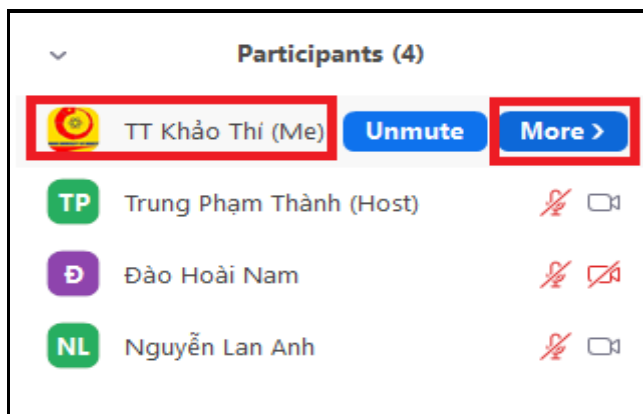 Participants (4)
TT Khảo Thí (Me) Unmute More >
TP Trung Phạm Thành (Host)
Đ Đào Hoài Nam
NL Nguyễn Lan Anh